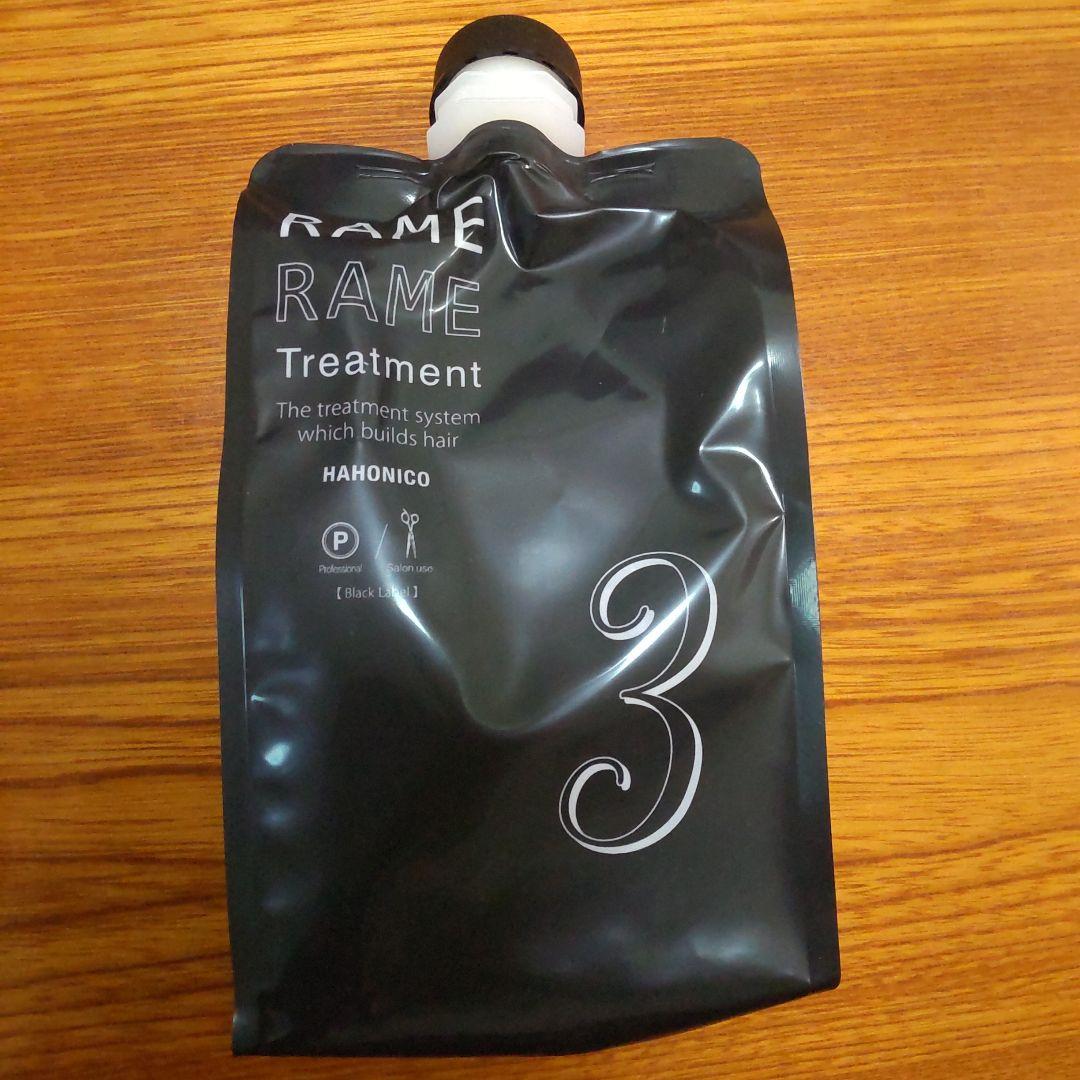 RAME
RAME
Treatment
The treatment system
which builds hair
HAHONICO
P /
Professional Salon use
【Black Label】
3